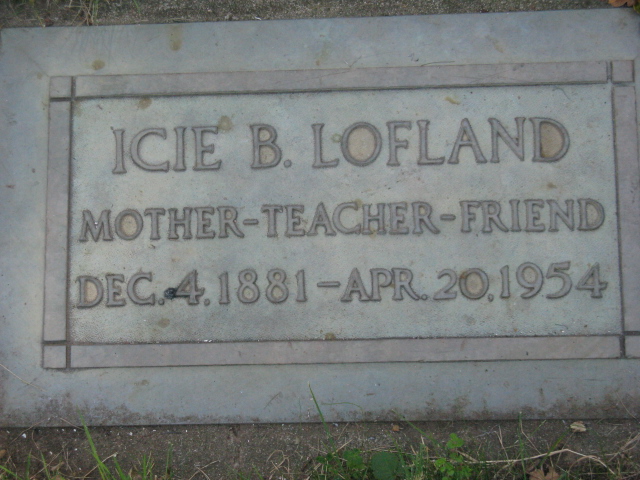 ICIE B. LOFLAND
MOTHER-TEACHER-FRIEND
DEC. 4, 1881 - APR. 20, 1954